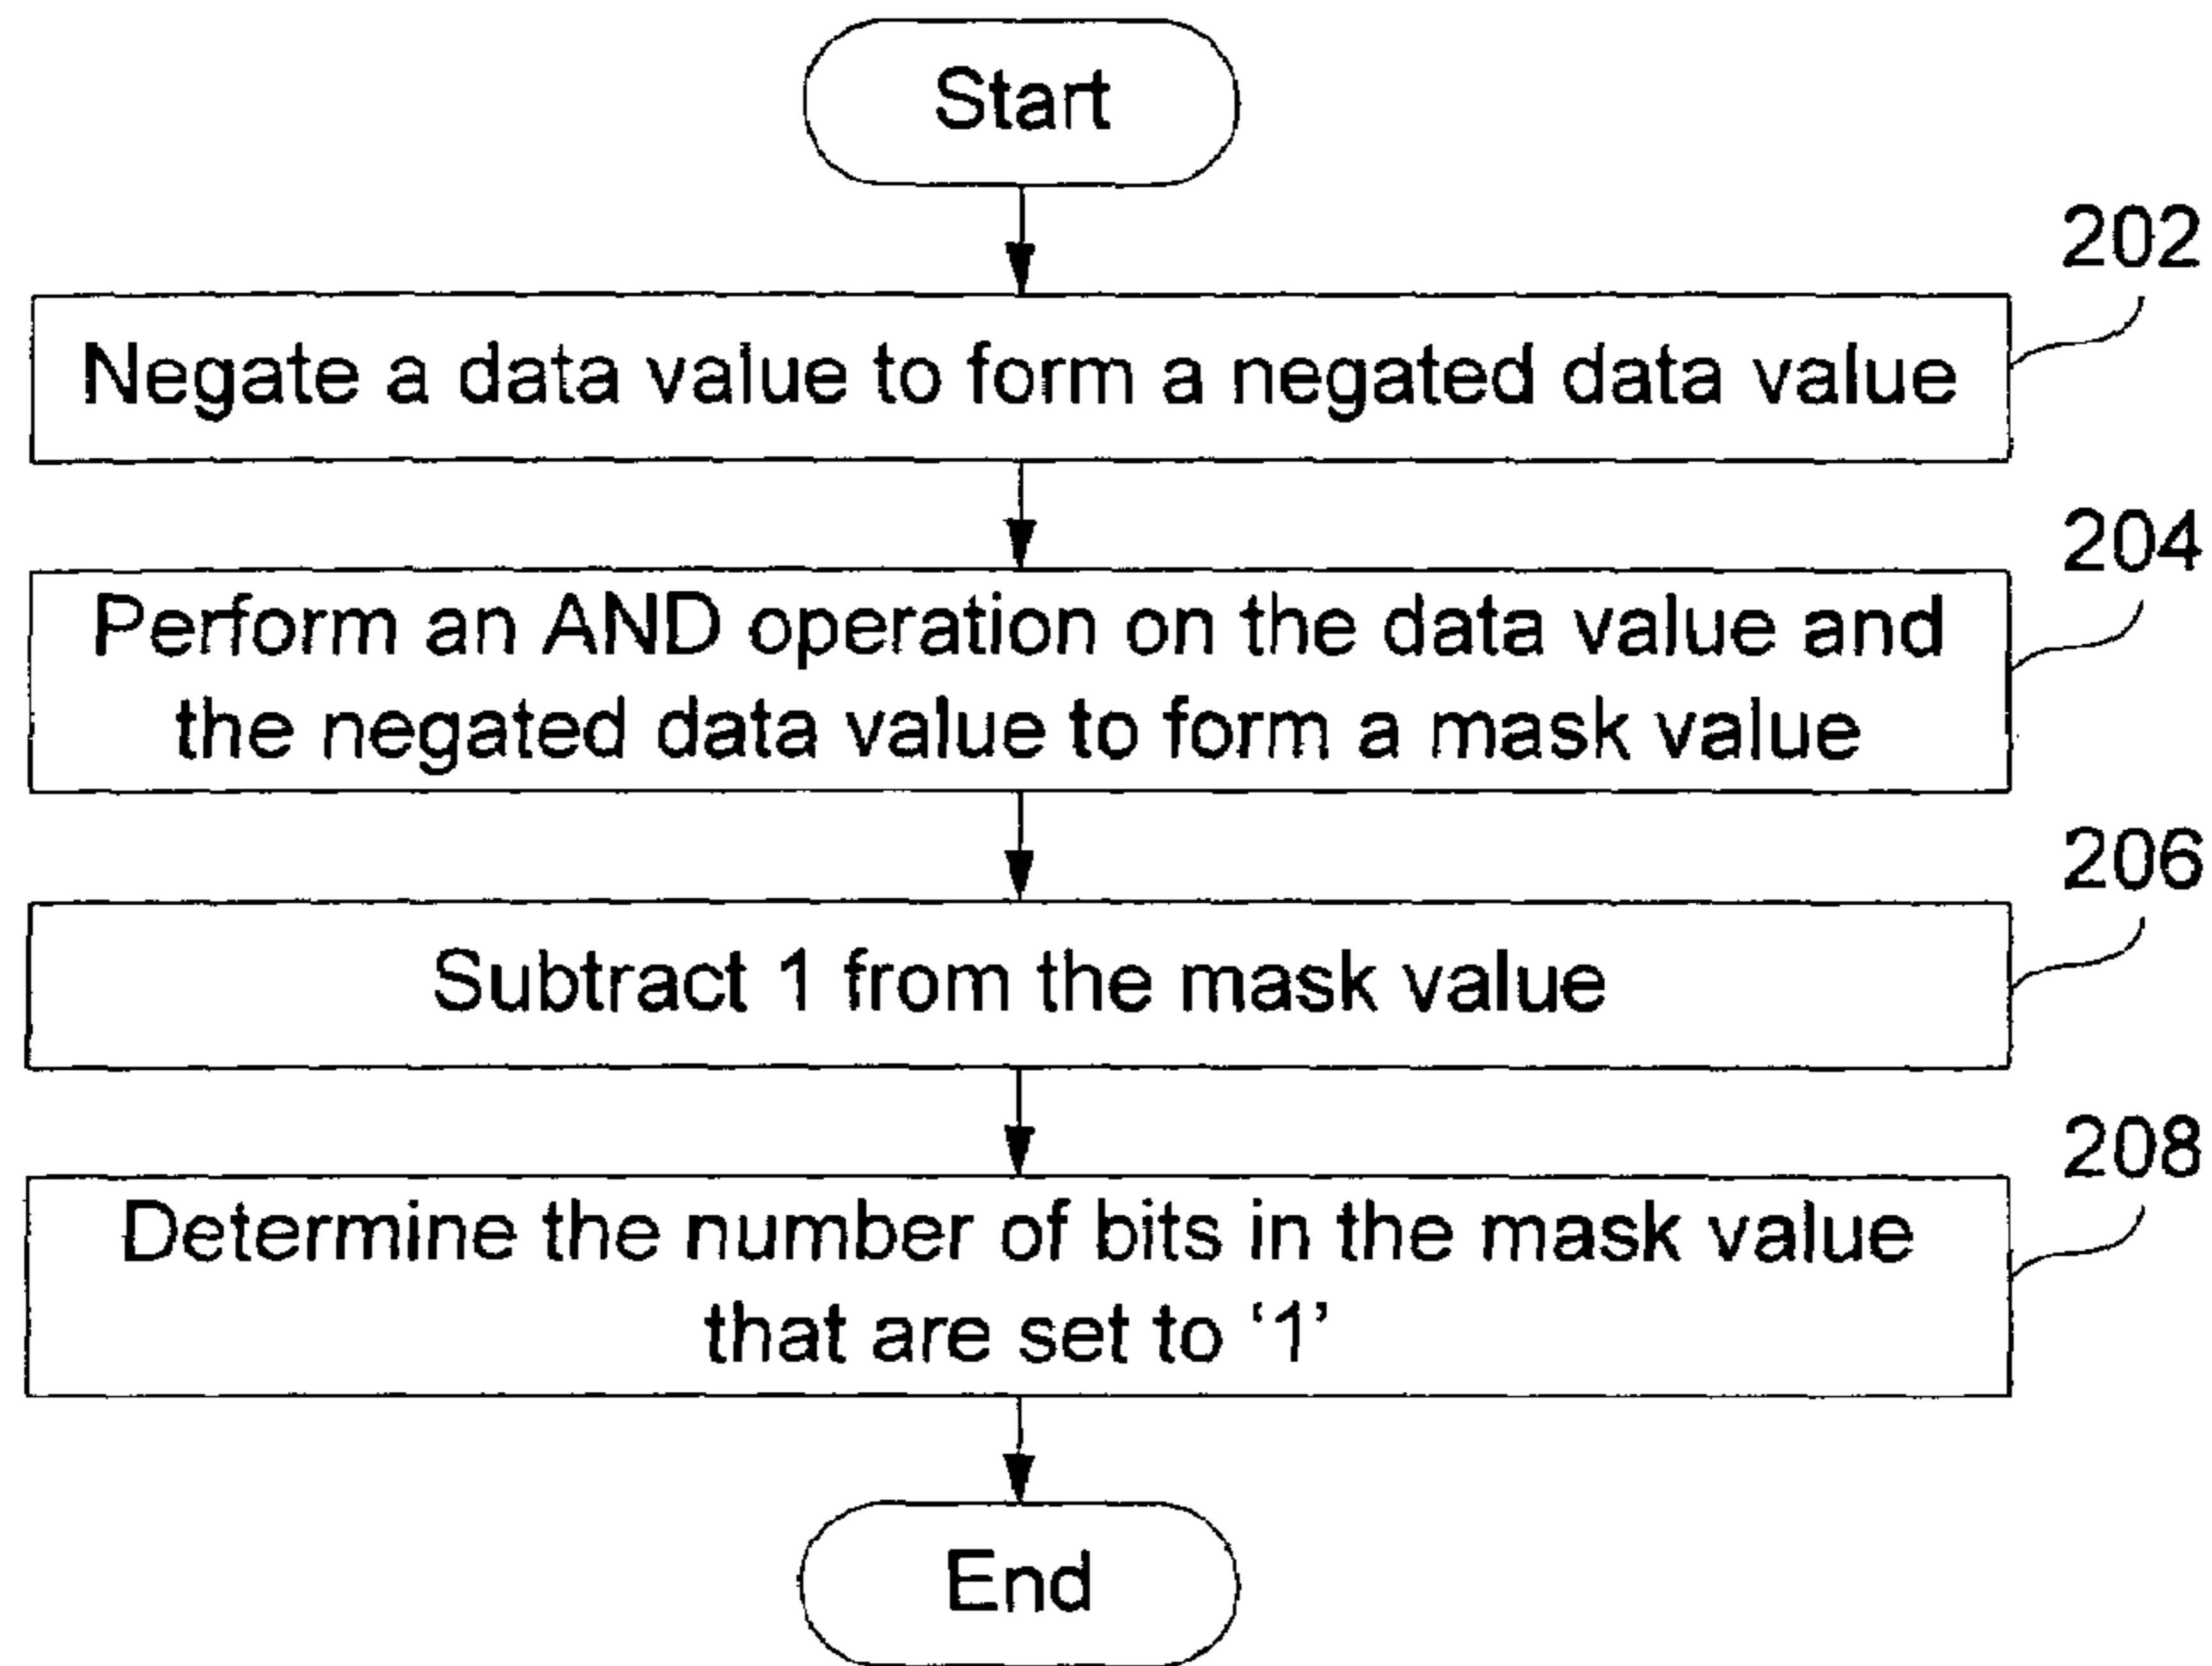 Start
202
Negate a data value to form a negated data value
204
Perform an AND operation on the data value and
the negated data value to form a mask value
206
Subtract 1 from the mask value
208
Determine the number of bits in the mask value
that are set to ‘1’
End